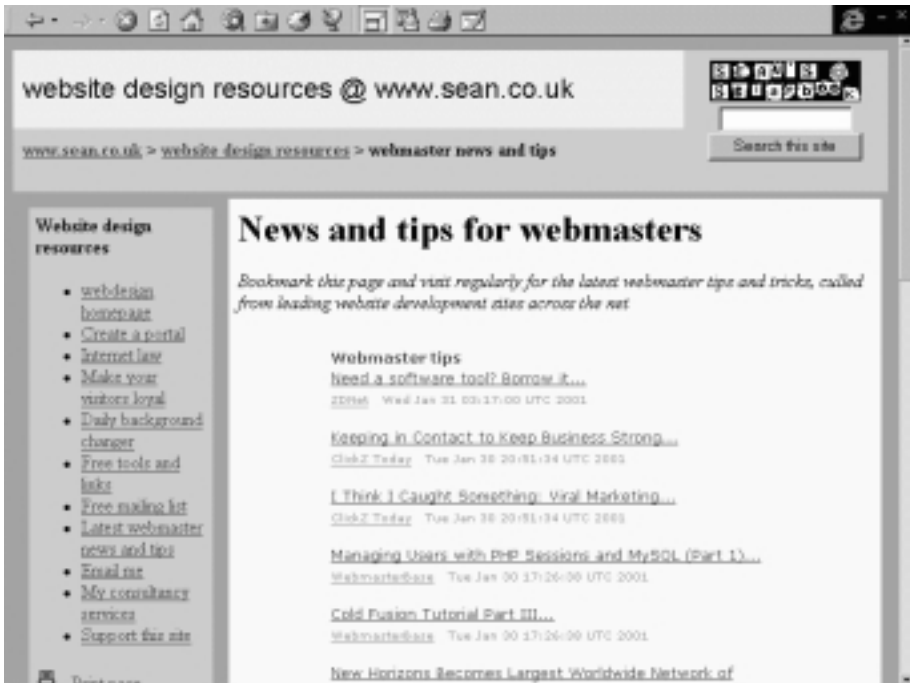 website design resources @ www.sean.co.uk
SEAN'S
SCRAPBOOK
Search this site
www.sean.co.uk > website design resources > webmaster news and tips
Website design
resources
webdesign
homepage
Create a portal
Internet law
Make your
visitors loyal
Daily background
changer
Free tools and
links
Free mailing list
Latest webmaster
news and tips
Email me
My consultancy
services
Support this site
Print page
News and tips for webmasters
Bookmark this page and visit regularly for the latest webmaster tips and tricks, culled
from leading website development sites across the net
Webmaster tips
Need a software tool? Borrow it...
ZDNet Wed Jan 31 03:17:00 UTC 2001
Keeping in Contact to Keep Business Strong...
ClickZ Today Tue Jan 30 20:51:34 UTC 2001
I Think I Caught Something: Viral Marketing...
ClickZ Today Tue Jan 30 20:51:34 UTC 2001
Managing Users with PHP Sessions and MySQL (Part 1)...
WebmasterBase Tue Jan 30 17:26:38 UTC 2001
Cold Fusion Tutorial Part III...
WebmasterBase Tue Jan 30 17:26:38 UTC 2001
New Horizons Becomes Largest Worldwide Network of